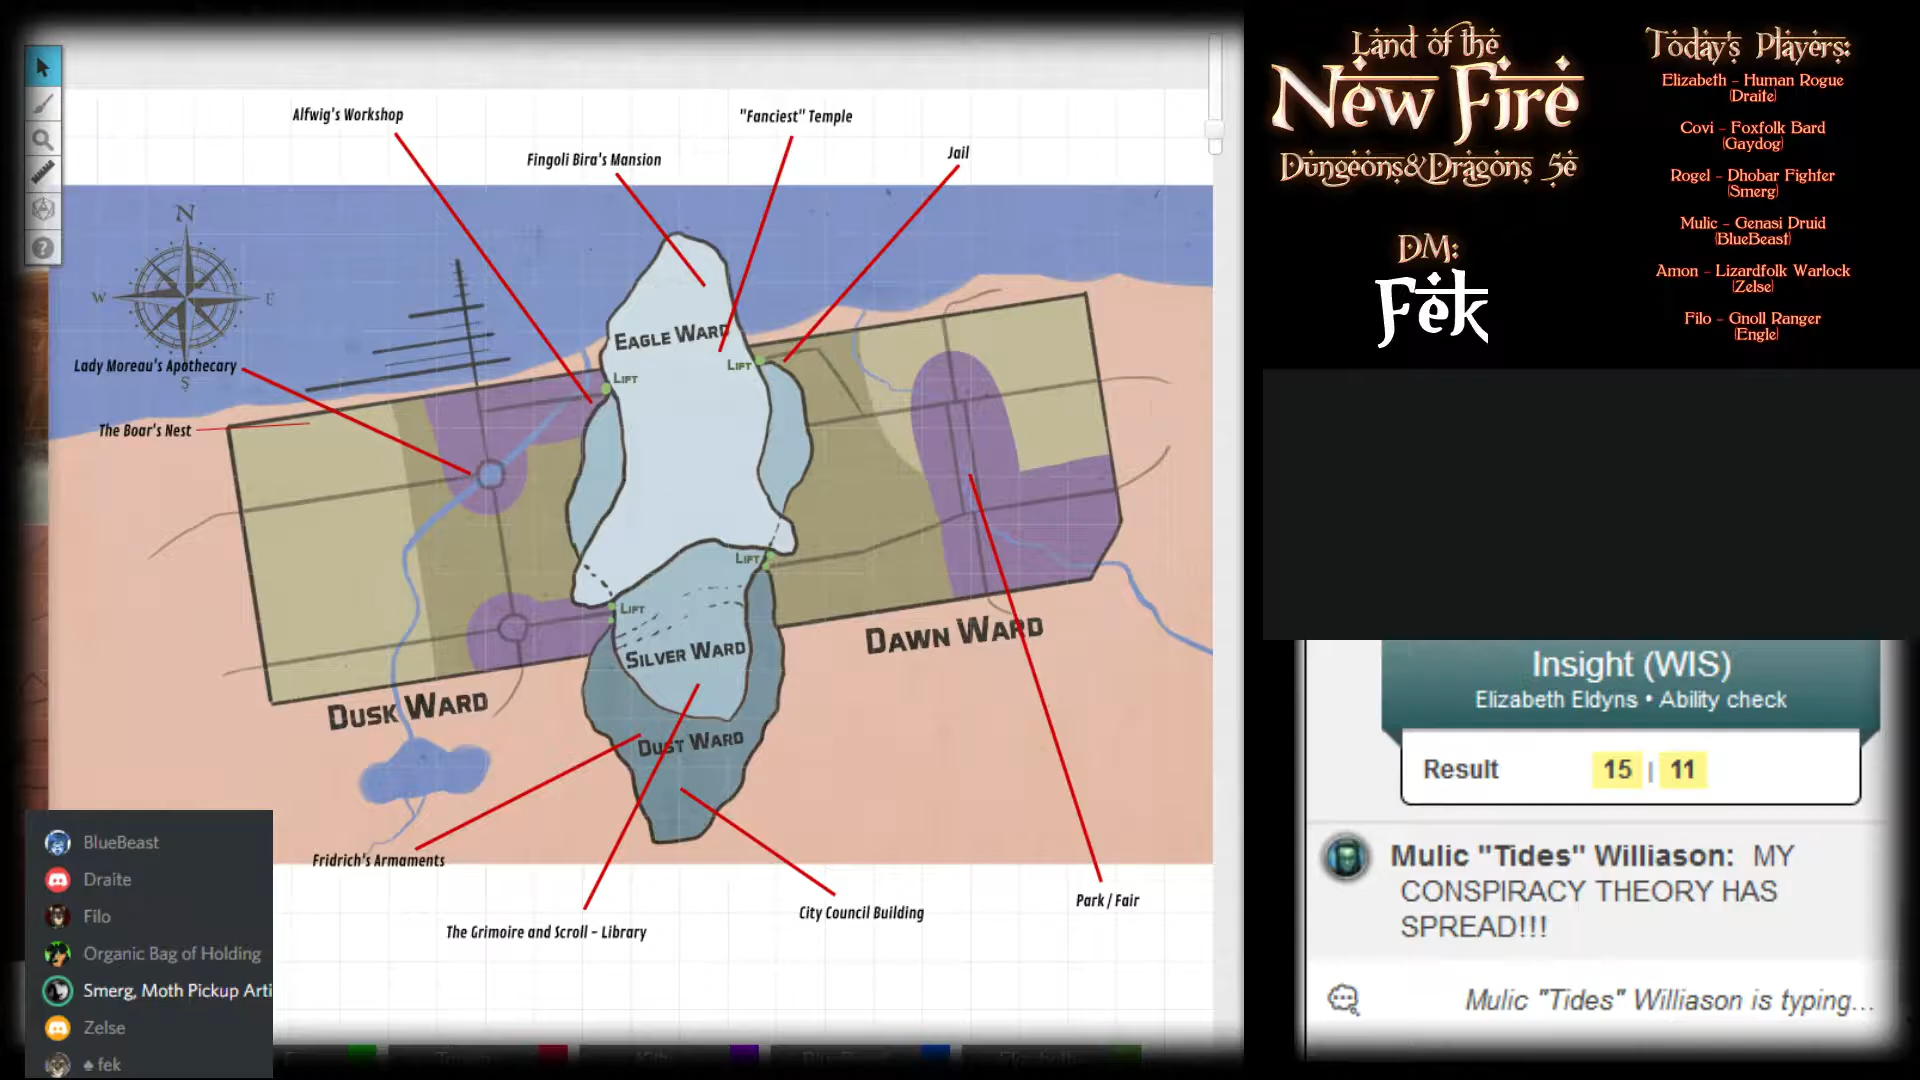 Alfwig's Workshop
"Fanciest" Temple
Fingoli Bira's Mansion
Jail
N
W
E
S
Eagle Ward
Lift
Lift
Lady Moreau's Apothecary
The Boar's Nest
Lift
Lift
Silver Ward
Dawn Ward
Dusk Ward
Dust Ward
Fridrich's Armaments
The Grimoire and Scroll - Library
City Council Building
Park / Fair
BlueBeast
Draite
Filo
Organic Bag of Holding
Smerg, Moth Pickup Arti
Zelse
♠ fek
Land of the
New Fire
Dungeons&Dragons 5e
DM:
Fek
Today's Players:
Elizabeth - Human Rogue
(Draite)
Covi - Foxfolk Bard
(Gaydog)
Rogel - Dhobar Fighter
(Smerg)
Mulic - Genasi Druid
(BlueBeast)
Amon - Lizardfolk Warlock
(Zelse)
Filo - Gnoll Ranger
(Engle)
Insight (WIS)
Elizabeth Eldyns • Ability check
Result 15 | 11
Mulic "Tides" Williason: MY
CONSPIRACY THEORY HAS
SPREAD!!!
Mulic "Tides" Williason is typing...